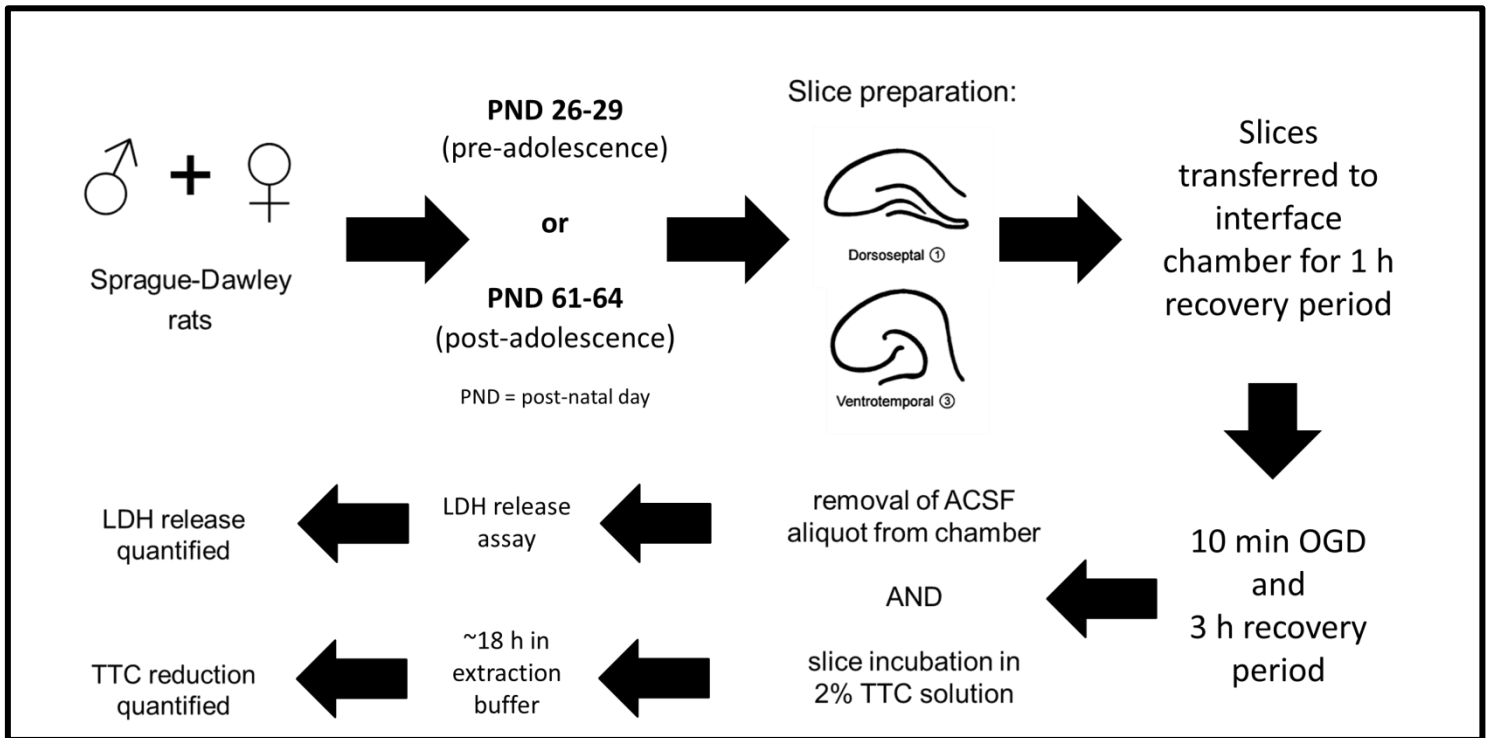 Sprague-Dawley
rats
PND 26-29
(pre-adolescence)
or
PND 61-64
(post-adolescence)
PND = post-natal day
Slice preparation:
Dorsoseptal ①
Ventrotemporal ③
Slices
transferred to
interface
chamber for 1 h
recovery period
10 min OGD
and
3 h recovery
period
removal of ACSF
aliquot from chamber
AND
slice incubation in
2% TTC solution
LDH release
assay
LDH release
quantified
~18 h in
extraction
buffer
TTC reduction
quantified